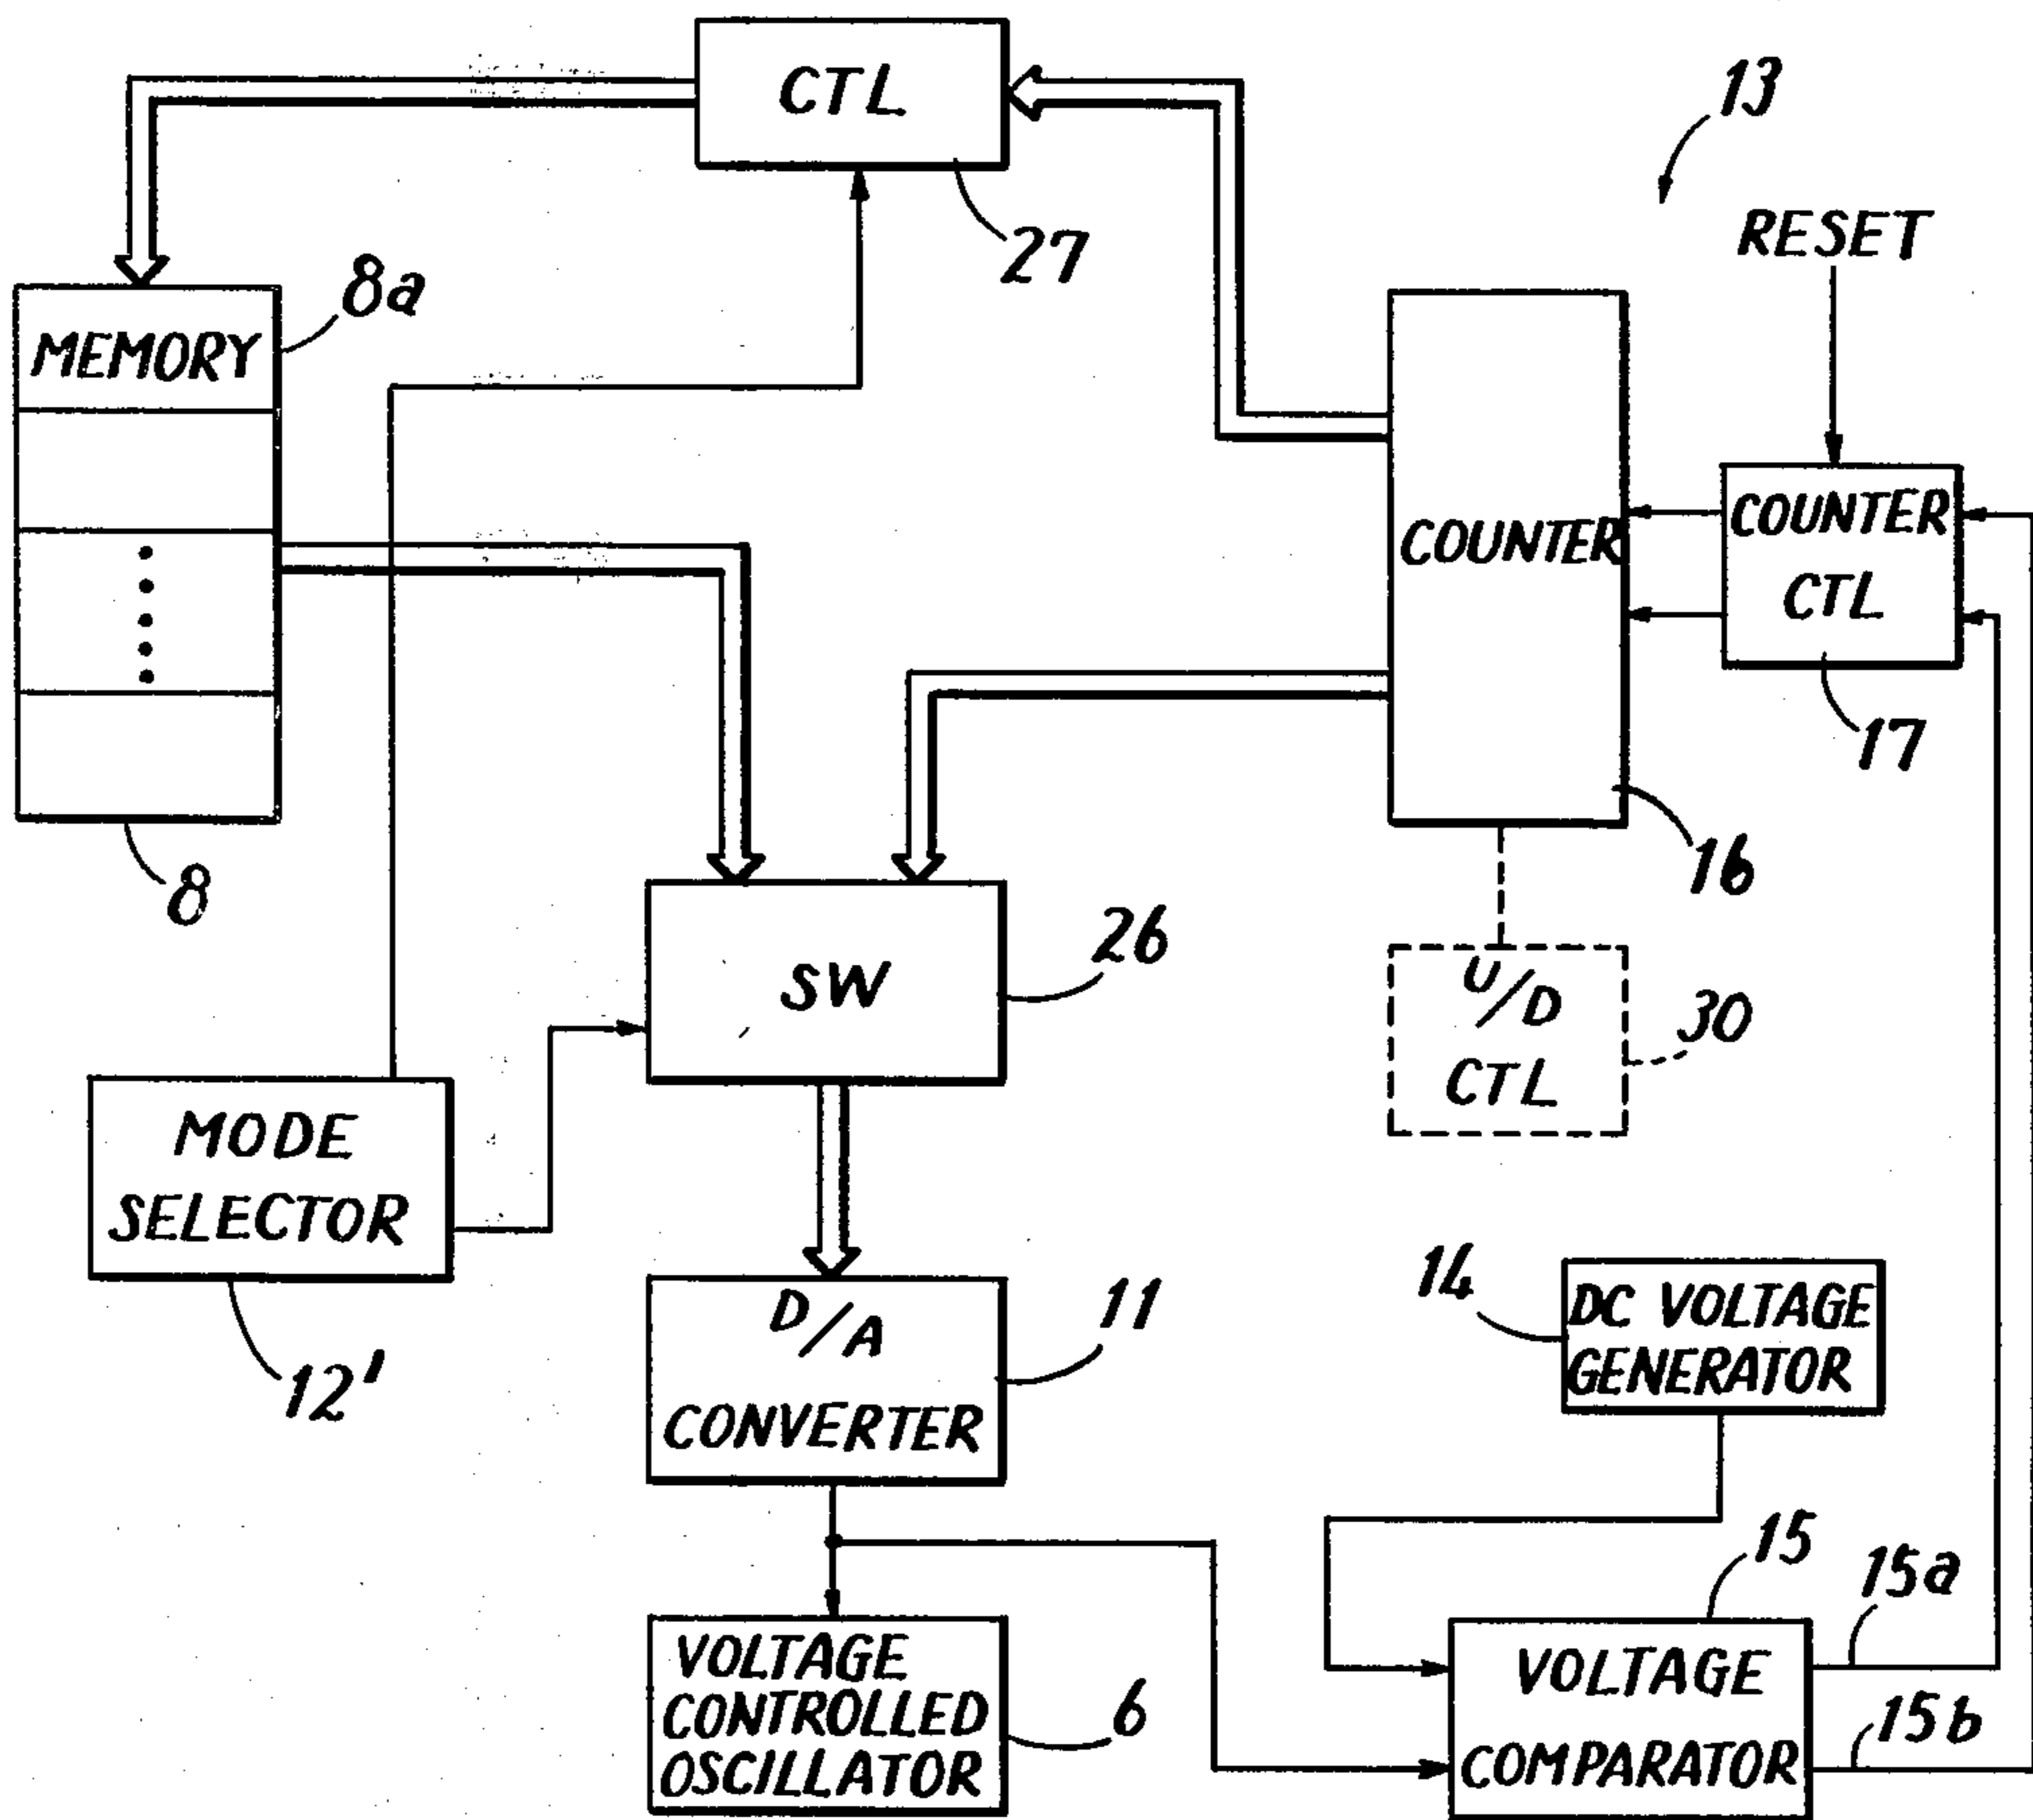 CTL
27
13
RESET
8a
MEMORY
8
COUNTER
16
COUNTER
CTL
17
SW
26
U/D
CTL
30
MODE
SELECTOR
12'
D/A
CONVERTER
11
14
DC VOLTAGE
GENERATOR
VOLTAGE
CONTROLLED
OSCILLATOR
6
15
15a
15b
VOLTAGE
COMPARATOR